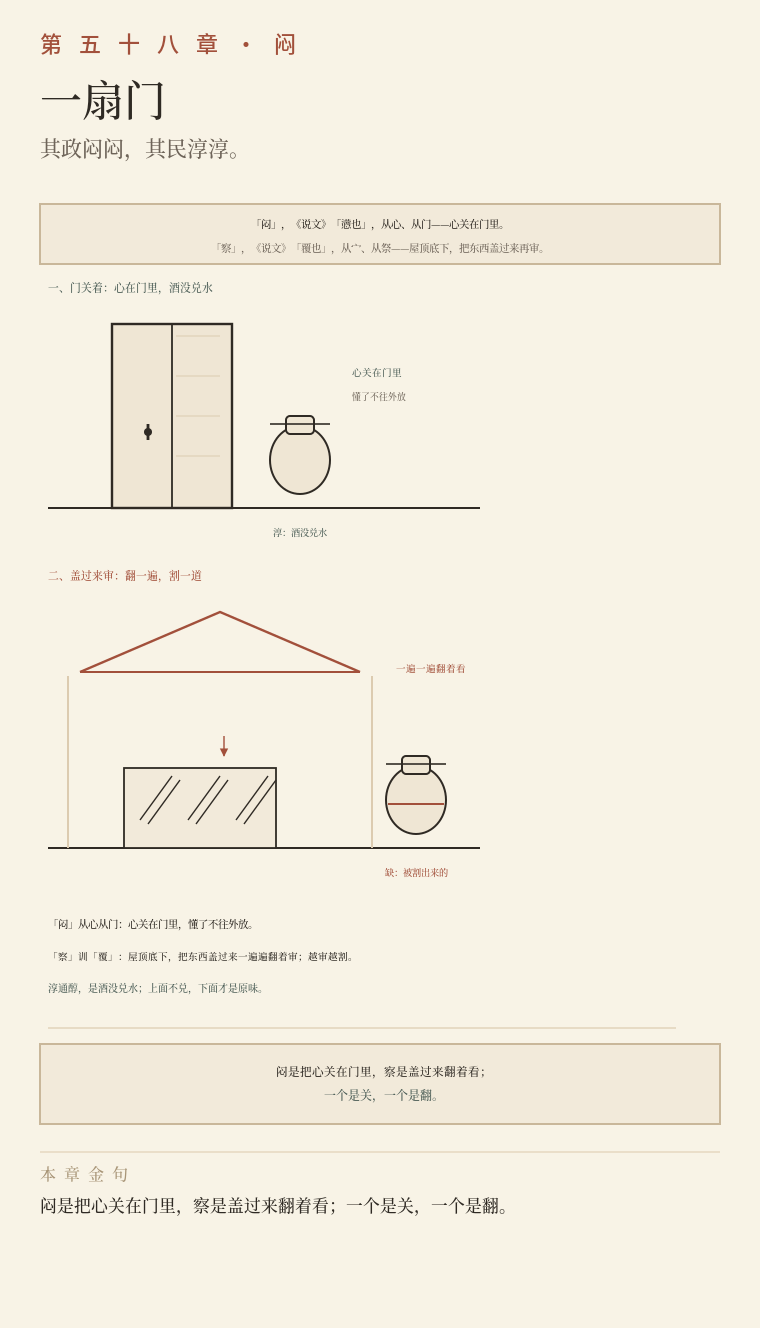 第五十八章·闷
一扇门
其政闷闷，其民淳淳。
「闷」，《说文》「懑也」，从心、从门——心关在门里。
「察」，《说文》「覆也」，从宀、从祭——屋顶底下，把东西盖过来再审。
一、门关着：心在门里，酒没兑水
心关在门里
懂了不往外放
淳：酒没兑水
二、盖过来审：翻一遍，割一道
一遍一遍翻着看
缺：被割出来的
「闷」从心从门：心关在门里，懂了不往外放。
「察」训「覆」：屋顶底下，把东西盖过来一遍遍翻着审；越审越割。
淳通醇，是酒没兑水；上面不兑，下面才是原味。
闷是把心关在门里，察是盖过来翻着看；
一个是关，一个是翻。
本章金句
闷是把心关在门里，察是盖过来翻着看；一个是关，一个是翻。